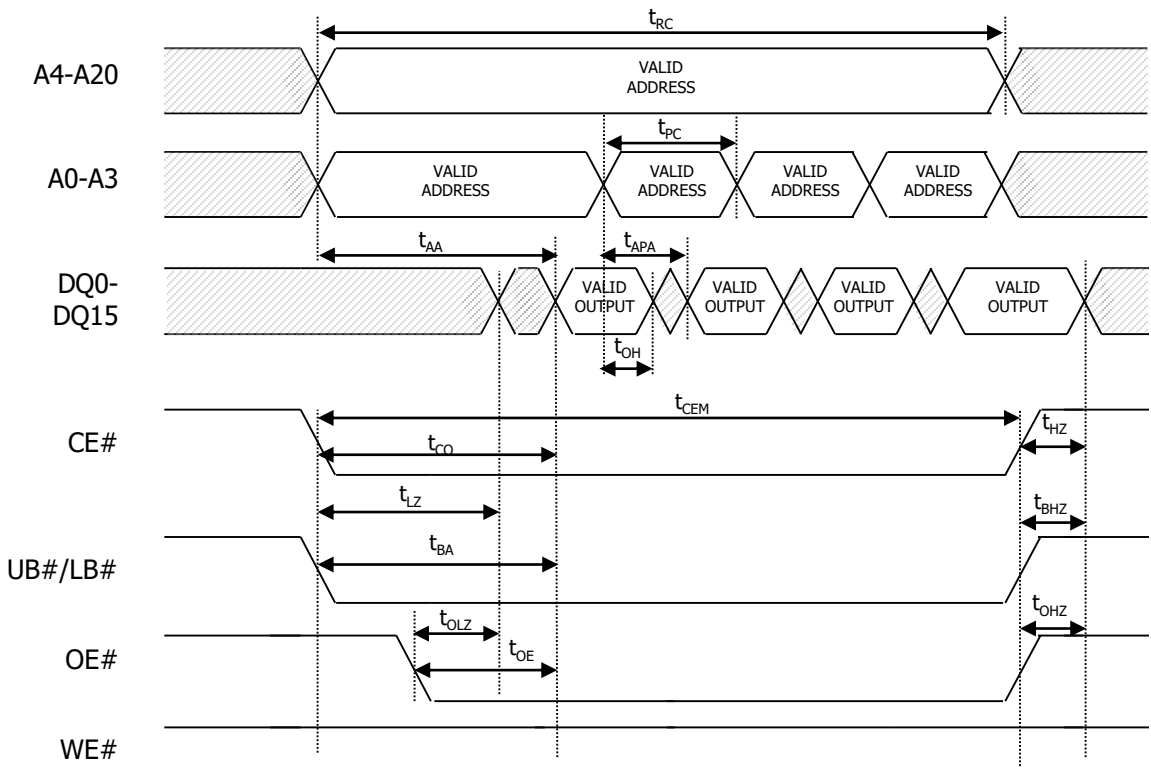 tRC
A4-A20
VALID
ADDRESS
tPC
A0-A3
VALID
ADDRESS
VALID
ADDRESS
VALID
ADDRESS
VALID
ADDRESS
tAA
tAPA
DQ0-
DQ15
VALID
OUTPUT
VALID
OUTPUT
VALID
OUTPUT
VALID
OUTPUT
tOH
tCEM
CE#
tHZ
tCO
tLZ
tBHZ
UB#/LB#
tBA
tOLZ
tOHZ
OE#
tOE
WE#